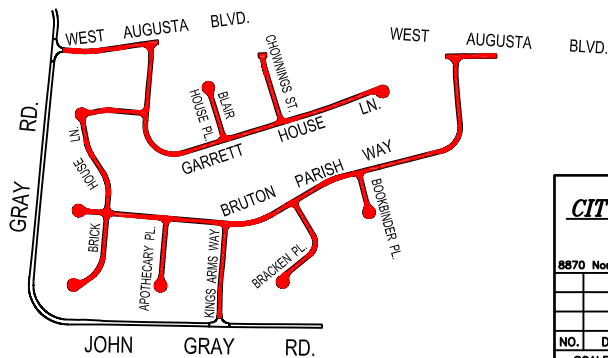 WEST AUGUSTA BLVD.
WEST AUGUSTA BLVD.
CHOWNINGS ST
BLAIR
HOUSE PL.
GARRETT HOUSE LN.
GRAY RD.
HOUSE LN.
BRICK
BRUTON PARISH WAY
BOOKBINDER PL.
APOTHECARY PL.
KINGS ARMS WAY
BRACKEN PL.
JOHN GRAY RD.
CIT
8870 Nor
NO. D